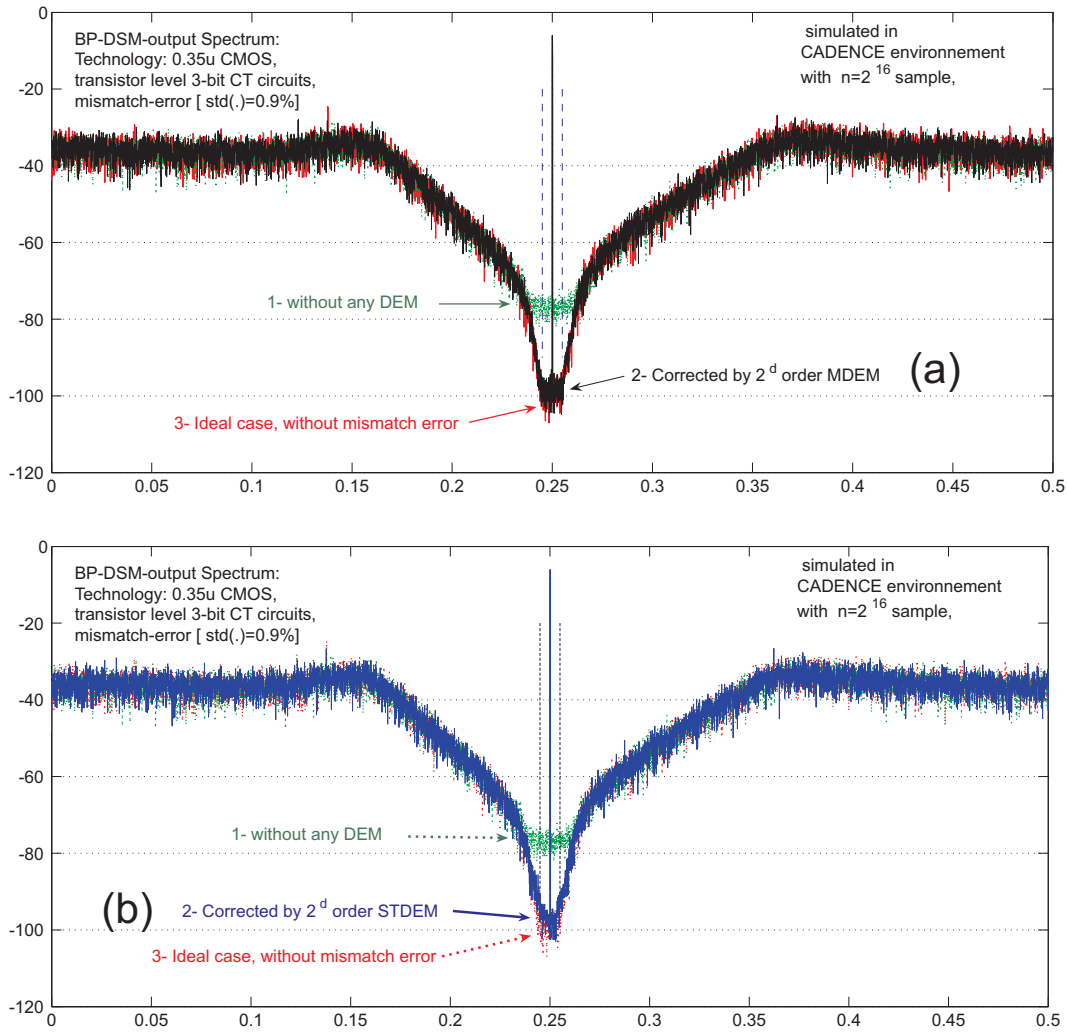 0
BP-DSM-output Spectrum:
Technology: 0.35u CMOS,
transistor level 3-bit CT circuits,
mismatch-error [ std(.)=0.9%]
simulated in
CADENCE environnement
with n=2 16 sample,
-20
-40
-60
1- without any DEM
-80
2- Corrected by 2 d order MDEM
(a)
-100
3- Ideal case, without mismatch error
-120
0 0.05 0.1 0.15 0.2 0.25 0.3 0.35 0.4 0.45 0.5
0
BP-DSM-output Spectrum:
Technology: 0.35u CMOS,
transistor level 3-bit CT circuits,
mismatch-error [ std(.)=0.9%]
simulated in
CADENCE environnement
with n=2 16 sample,
-20
-40
-60
1- without any DEM
-80
(b)
2- Corrected by 2 d order STDEM
-100
3- Ideal case, without mismatch error
-120
0 0.05 0.1 0.15 0.2 0.25 0.3 0.35 0.4 0.45 0.5